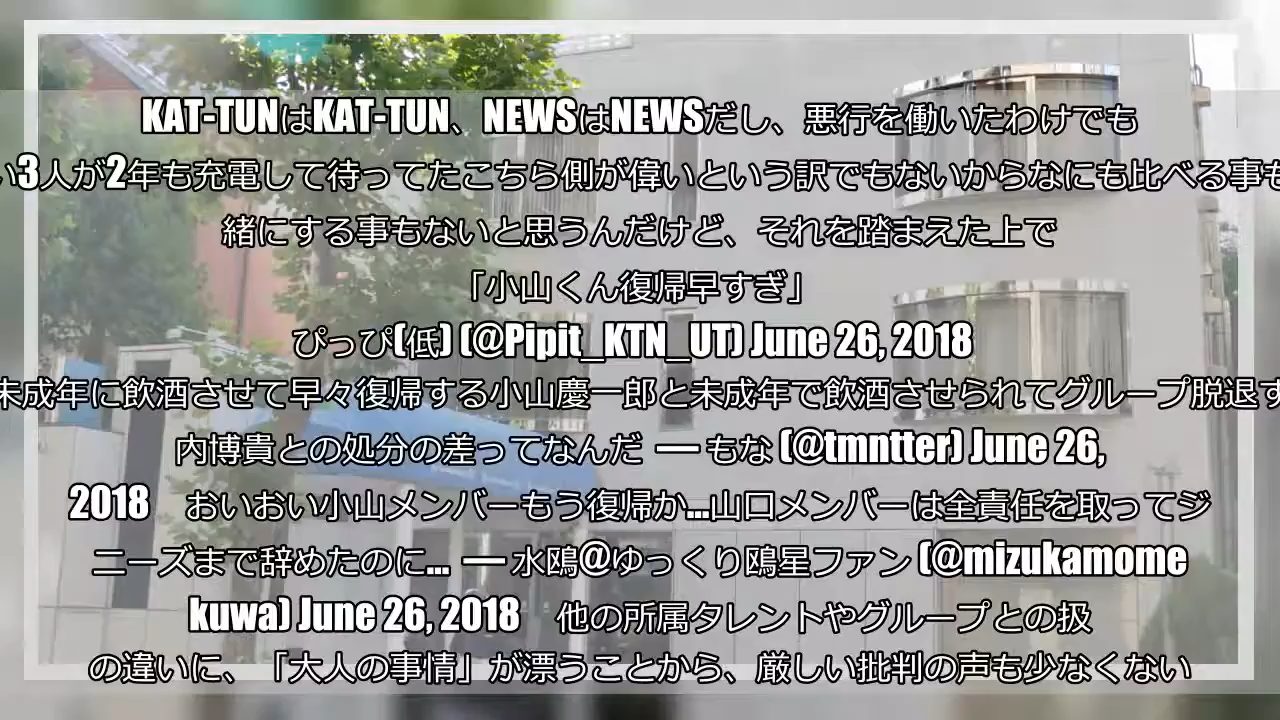 KAT-TUNはKAT-TUN、NEWSはNEWSだし、悪行を働いたわけでも
い3人が2年も充電して待ってたこちら側が偉いという訳でもないからなにも比べる事も
緒にする事もないと思うんだけど、それを踏まえた上で
「小山くん復帰早すぎ」
ぴっぴ(低) (@Pipit_KTN_UT) June 26, 2018
未成年に飲酒させて早々復帰する小山慶一郎と未成年で飲酒させられてグループ脱退す
内博貴との処分の差ってなんだ — もな (@tmntter) June 26,
2018 おいおい小山メンバーもう復帰か...山口メンバーは全責任を取ってジ
ニーズまで辞めたのに... — 水鴎@ゆっくり鴎星ファン (@mizukamome
kuwa) June 26, 2018 他の所属タレントやグループとの扱
の違いに、「大人の事情」が漂うことから、厳しい批判の声も少なくない